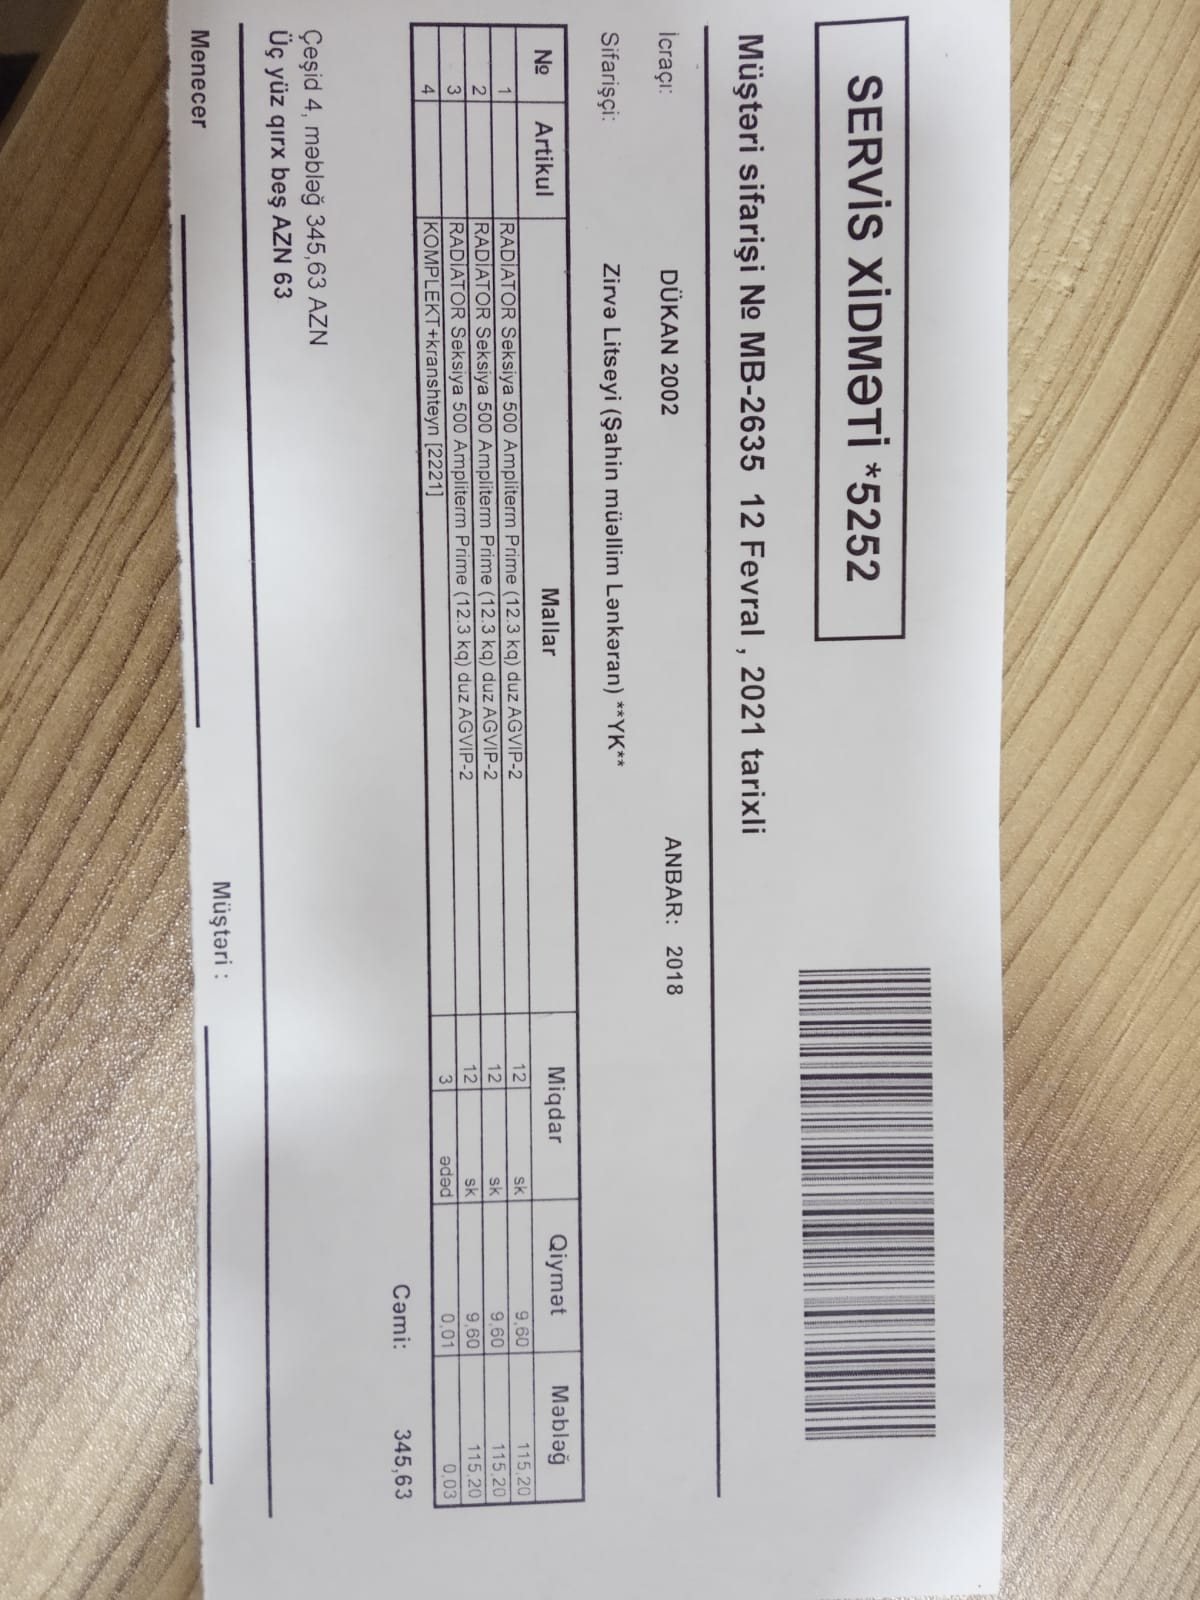 SERVİS XİDMƏTİ *5252
Müştəri sifarişi № MB-2635 12 Fevral , 2021 tarixli
İcraçı: DÜKAN 2002 ANBAR: 2018
Sifarişçi: Zirvə Litseyi (Şahin müəllim Lənkəran) **YK**
№ Artikul Mallar Miqdar Qiymət Məbləğ
1 RADİATOR Seksiya 500 Ampliterm Prime (12.3 kq) duz AGVIP-2 12 sk 9,60 115,20
2 RADİATOR Seksiya 500 Ampliterm Prime (12.3 kq) duz AGVIP-2 12 sk 9,60 115,20
3 RADİATOR Seksiya 500 Ampliterm Prime (12.3 kq) duz AGVIP-2 12 sk 9,60 115,20
4 KOMPLEKT+kranshteyn [2221] 3 ədəd 0,01 0,03
Cəmi: 345,63
Çeşid 4, məbləğ 345,63 AZN
Üç yüz qırx beş AZN 63
Menecer Müştəri :